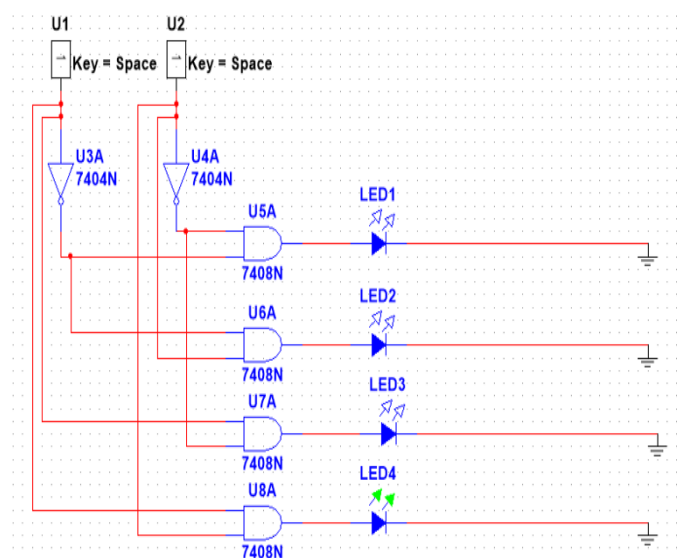 U1 U2
Key = Space Key = Space
U3A U4A
7404N 7404N
U5A LED1
7408N
U6A LED2
7408N
U7A LED3
7408N
U8A LED4
7408N